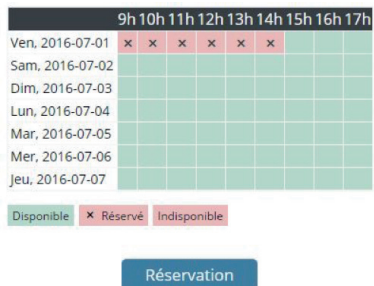 9h 10h 11h 12h 13h 14h 15h 16h 17h
Ven, 2016-07-01 × × × × × ×
Sam, 2016-07-02
Dim, 2016-07-03
Lun, 2016-07-04
Mar, 2016-07-05
Mer, 2016-07-06
Jeu, 2016-07-07
Disponible × Réservé Indisponible
Réservation